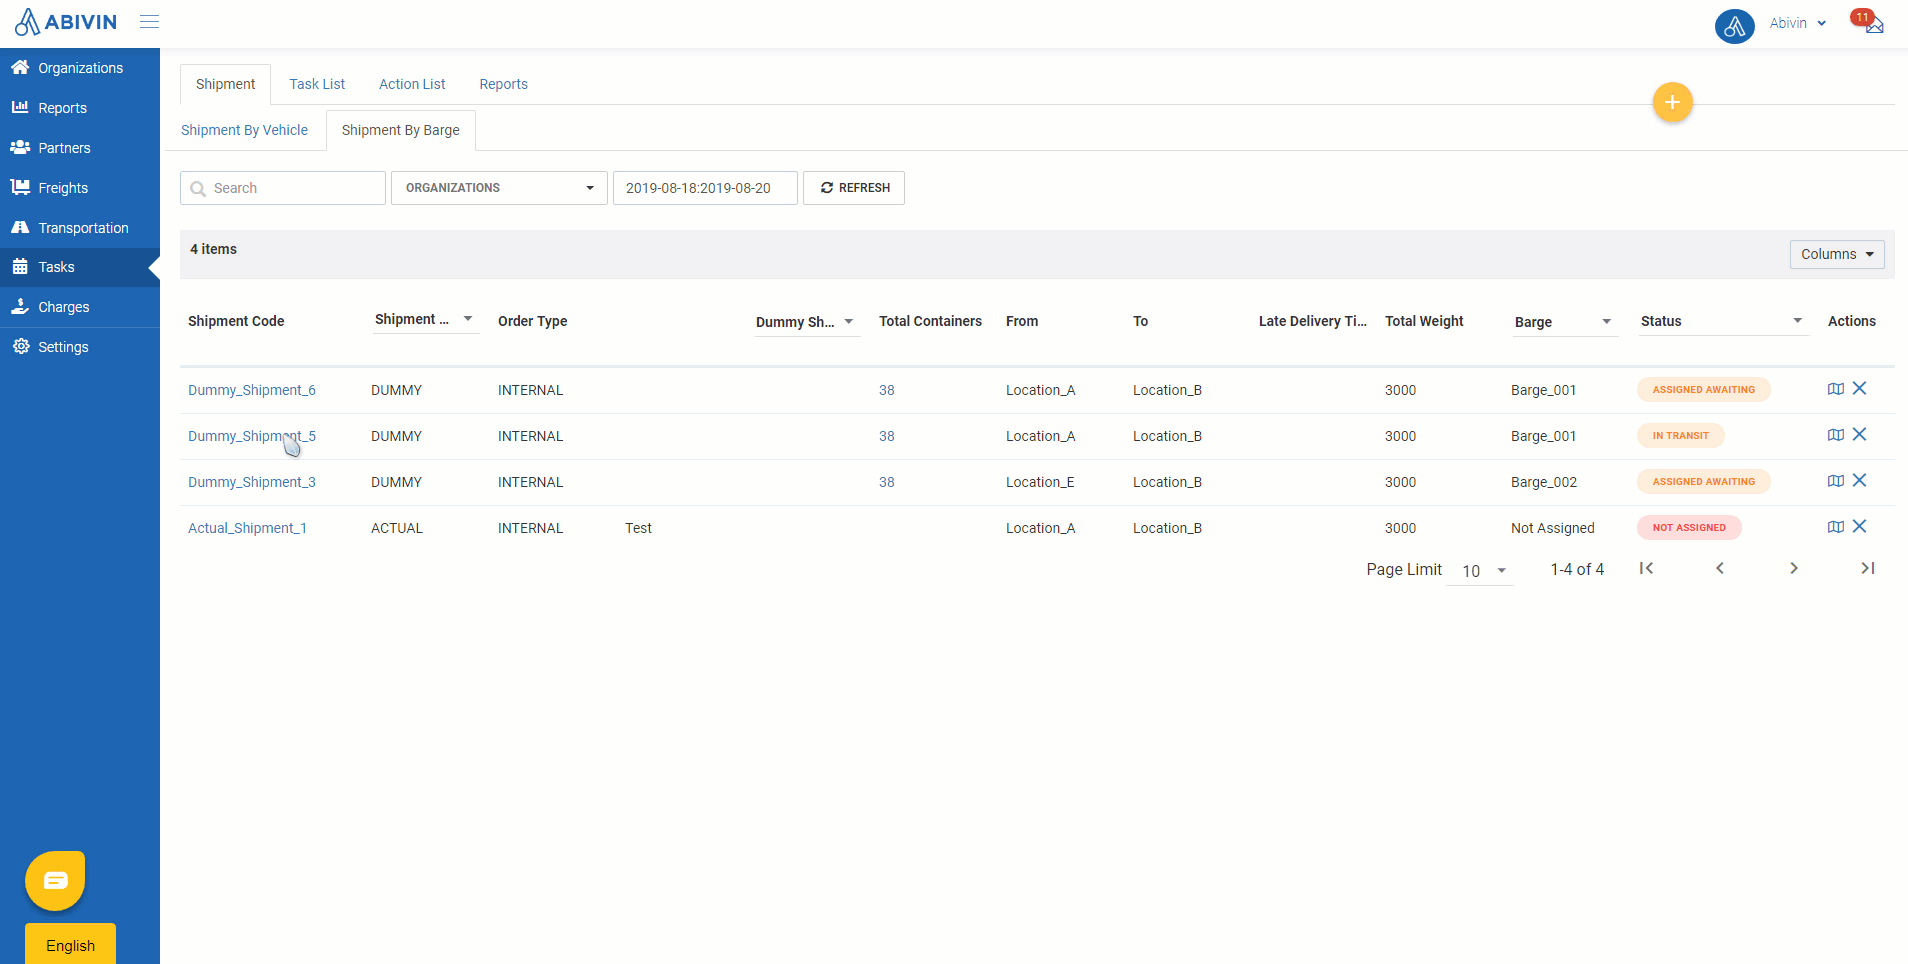 ABIVIN
Abivin
11
Organizations
Reports
Partners
Freights
Transportation
Tasks
Charges
Settings
English
Shipment Task List Action List Reports
+
Shipment By Vehicle Shipment By Barge
Search ORGANIZATIONS 2019-08-18:2019-08-20 REFRESH
4 items Columns
Shipment Code Shipment ... Order Type Dummy Sh... Total Containers From To Late Delivery Ti... Total Weight Barge Status Actions
Dummy_Shipment_6 DUMMY INTERNAL 38 Location_A Location_B 3000 Barge_001 ASSIGNED AWAITING
Dummy_Shipment_5 DUMMY INTERNAL 38 Location_A Location_B 3000 Barge_001 IN TRANSIT
Dummy_Shipment_3 DUMMY INTERNAL 38 Location_E Location_B 3000 Barge_002 ASSIGNED AWAITING
Actual_Shipment_1 ACTUAL INTERNAL Test Location_A Location_B 3000 Not Assigned NOT ASSIGNED
Page Limit 10 1-4 of 4